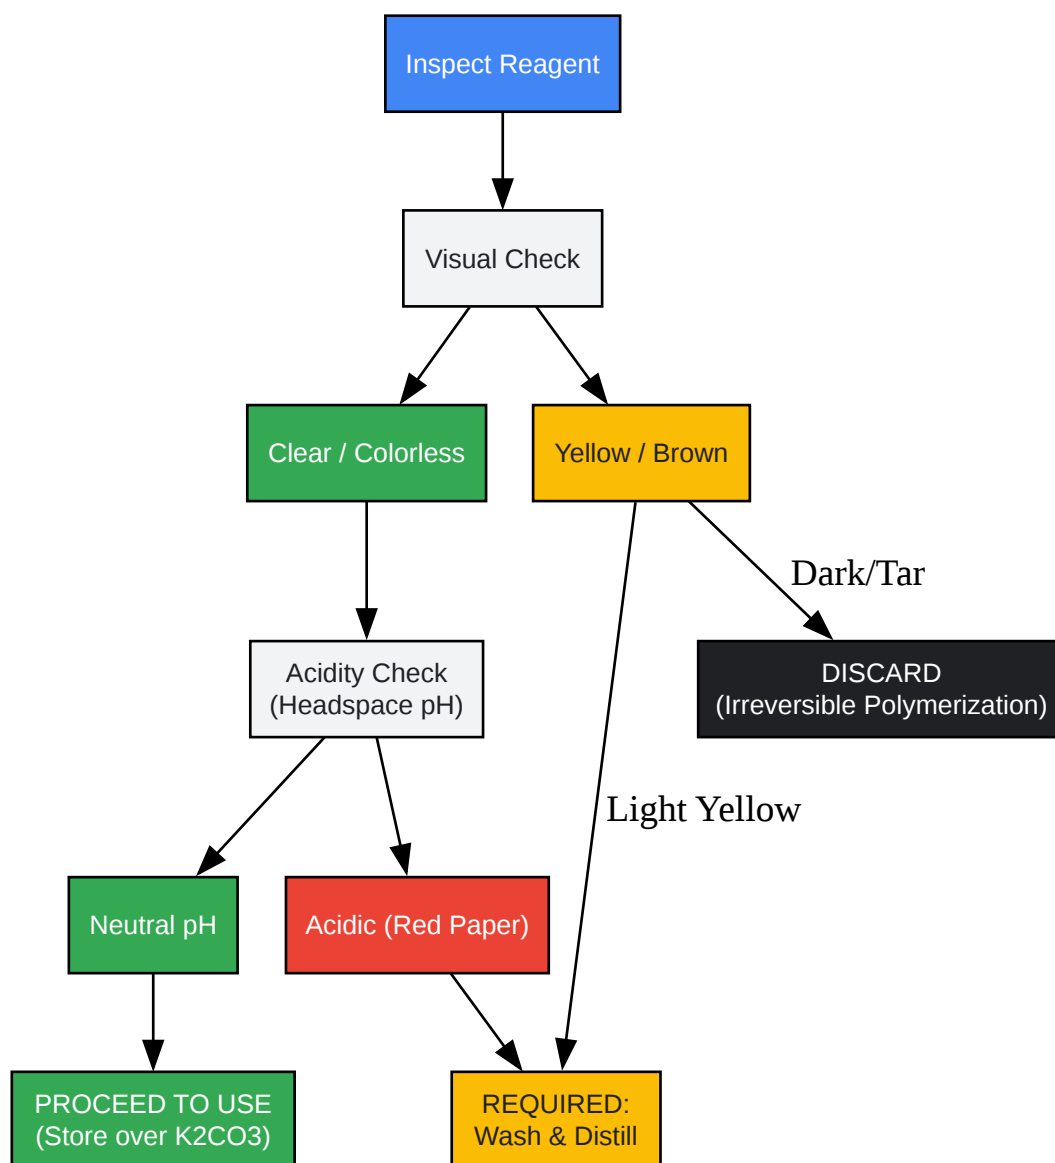 Inspect Reagent
Visual Check
Clear / Colorless
Yellow / Brown
Dark/Tar
Acidity Check
(Headspace pH)
DISCARD
(Irreversible Polymerization)
Light Yellow
Neutral pH
Acidic (Red Paper)
PROCEED TO USE
(Store over K2CO3)
REQUIRED:
Wash & Distill